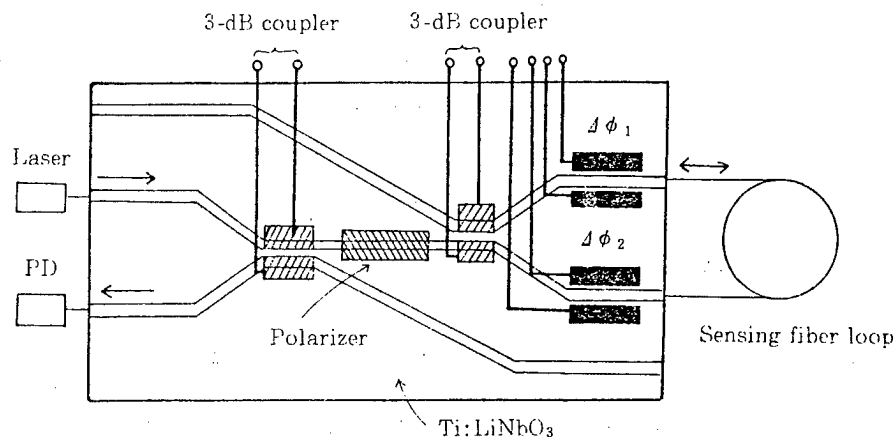 3-dB coupler 3-dB coupler
Δφ1
Laser
Δφ2
PD
Polarizer
Sensing fiber loop
Ti:LiNbO3